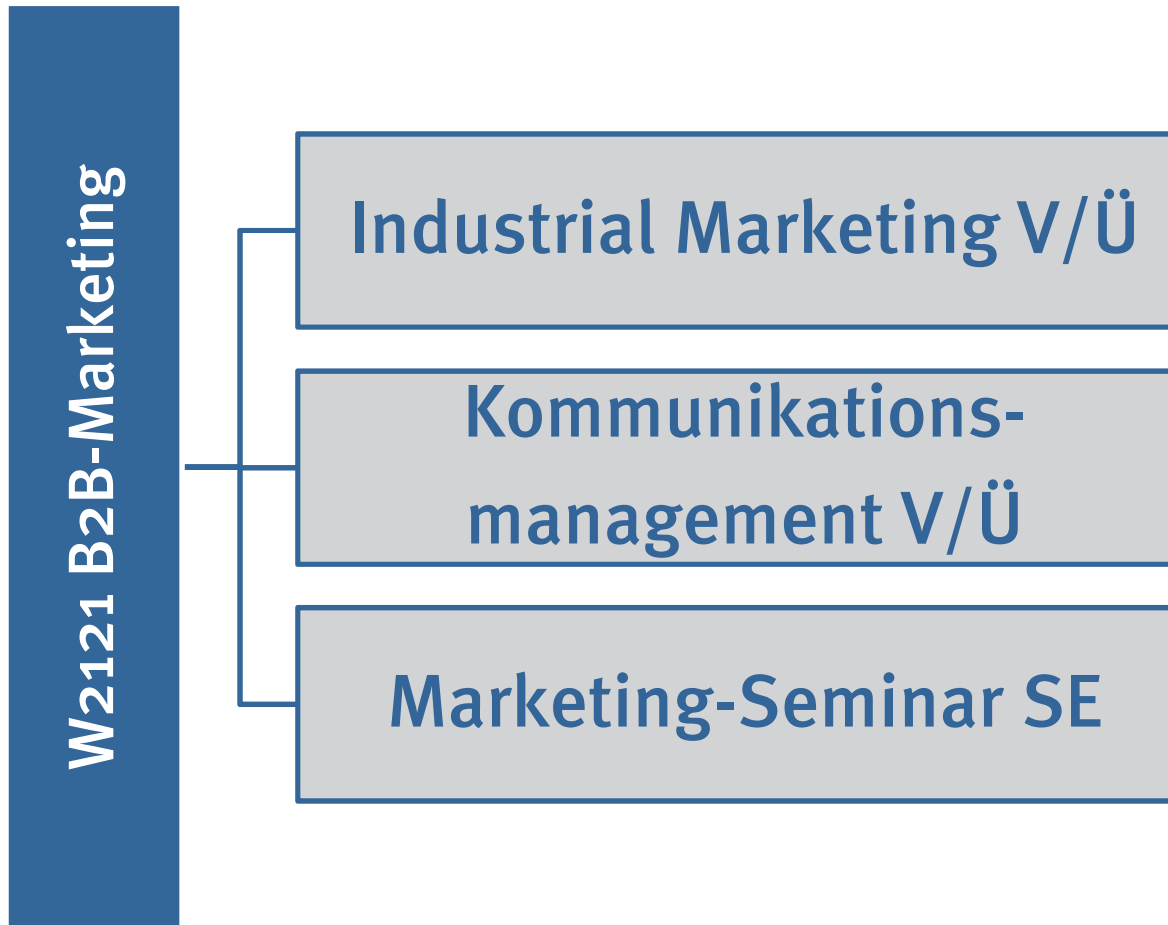 W2121 B2B-Marketing
Industrial Marketing V/Ü
Kommunikations-
management V/Ü
Marketing-Seminar SE